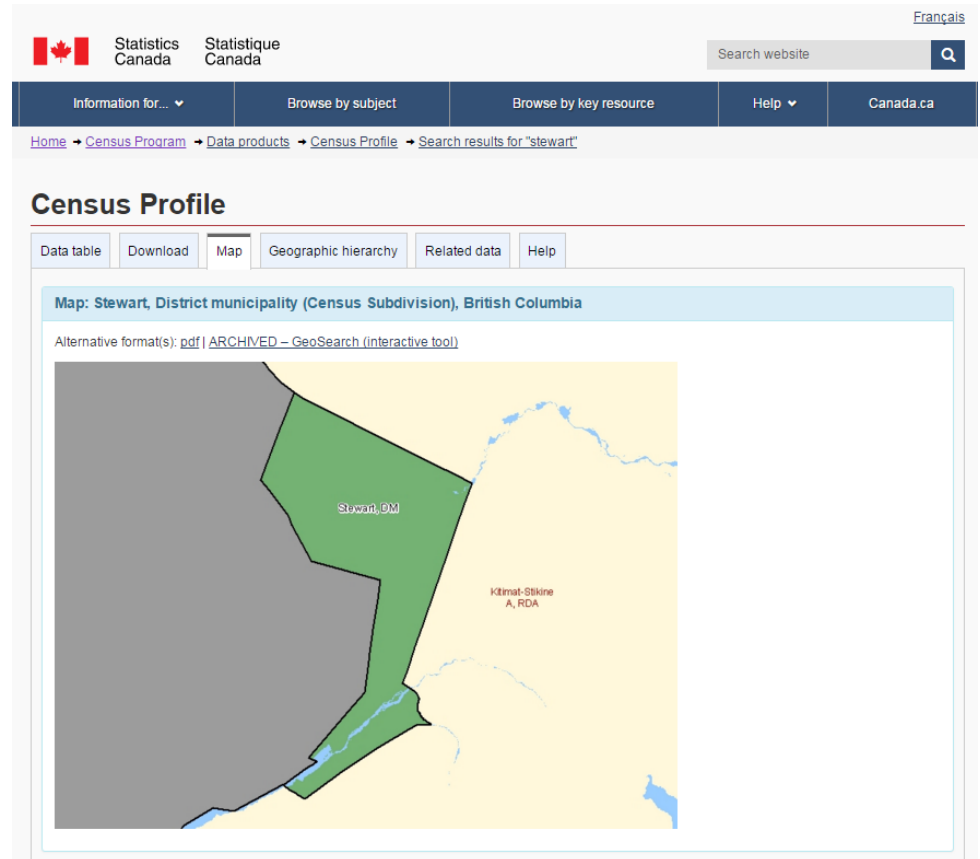 Français
Statistics Statistique
Canada Canada
Search website
Information for... Browse by subject Browse by key resource Help Canada.ca
Home → Census Program → Data products → Census Profile → Search results for "stewart"
Census Profile
Data table Download Map Geographic hierarchy Related data Help
Map: Stewart, District municipality (Census Subdivision), British Columbia
Alternative format(s): pdf | ARCHIVED – GeoSearch (interactive tool)
Stewart, DM
Kitimat-Stikine
A, RDA